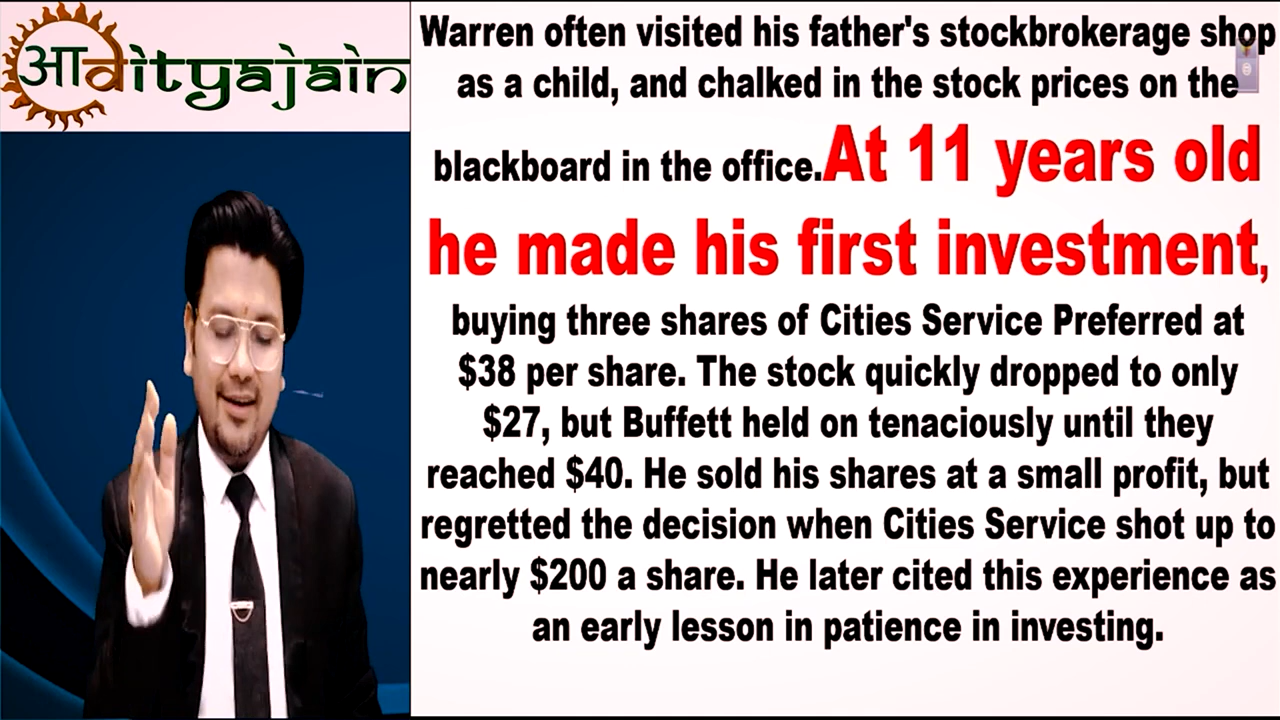 आdityajain
Warren often visited his father's stockbrokerage shop
as a child, and chalked in the stock prices on the
blackboard in the office.At 11 years old
he made his first investment,
buying three shares of Cities Service Preferred at
$38 per share. The stock quickly dropped to only
$27, but Buffett held on tenaciously until they
reached $40. He sold his shares at a small profit, but
regretted the decision when Cities Service shot up to
nearly $200 a share. He later cited this experience as
an early lesson in patience in investing.